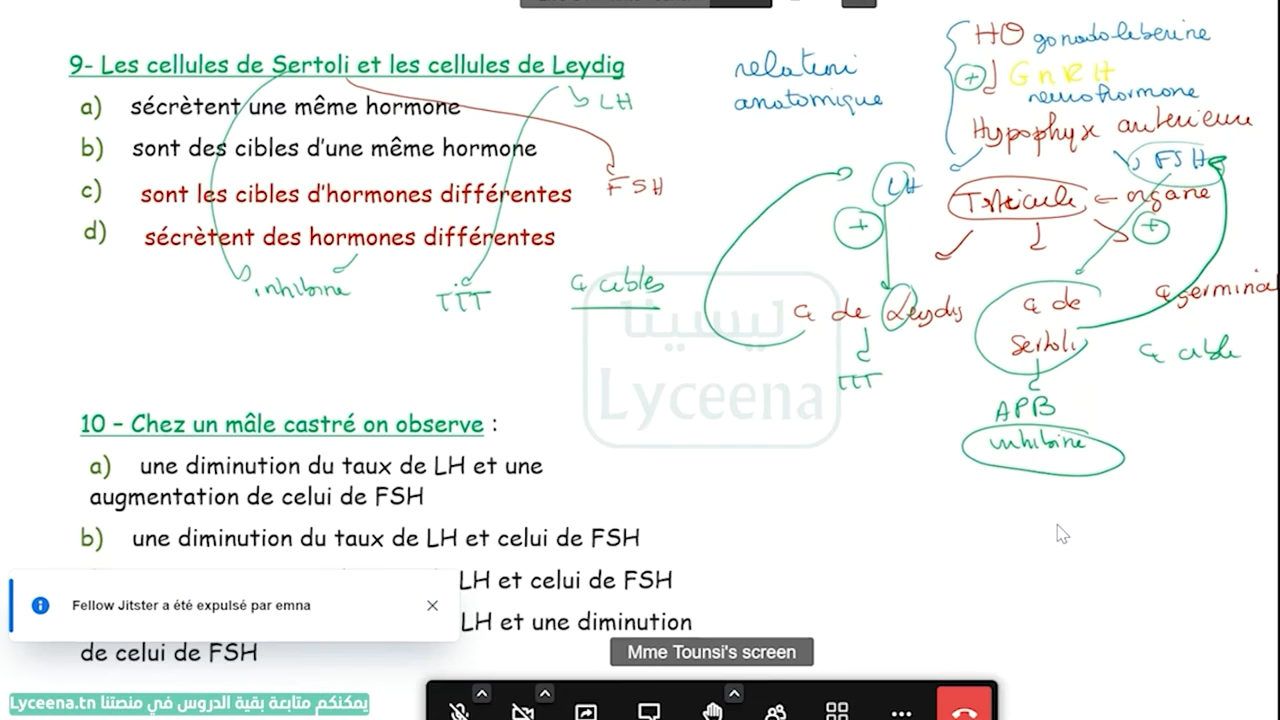 9- Les cellules de Sertoli et les cellules de Leydig
a) sécrètent une même hormone
b) sont des cibles d'une même hormone
c) sont les cibles d'hormones différentes
d) sécrètent des hormones différentes
LH
FSH
inhibine
TTT
relation
anatomique
HO gonadoleberine
+ GnRH
neurohormone
Hypophyse anterieure
LH
FSH
Testicule ← organe
+
+
cibles
de Leydig
TTT
de
Sertoli
APB
inhibine
cible
ليسينا
Lyceena
10 – Chez un mâle castré on observe :
a) une diminution du taux de LH et une
augmentation de celui de FSH
b) une diminution du taux de LH et celui de FSH
LH et celui de FSH
LH et une diminution
de celui de FSH
Fellow Jitster a été expulsé par emna
Mme Tounsi's screen
يمكنكم متابعة بقية الدروس في منصتنا Lyceena.tn